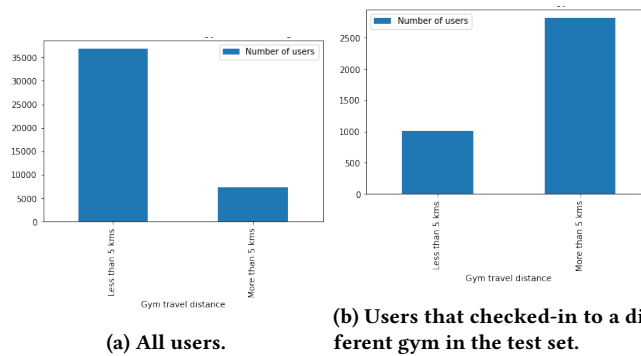 Number of users
35000
30000
25000
20000
15000
10000
5000
0
Less than 5 kms
More than 5 kms
Gym travel distance
(a) All users.
Number of users
2500
2000
1500
1000
500
0
Less than 5 kms
More than 5 kms
Gym travel distance
(b) Users that checked-in to a di
ferent gym in the test set.